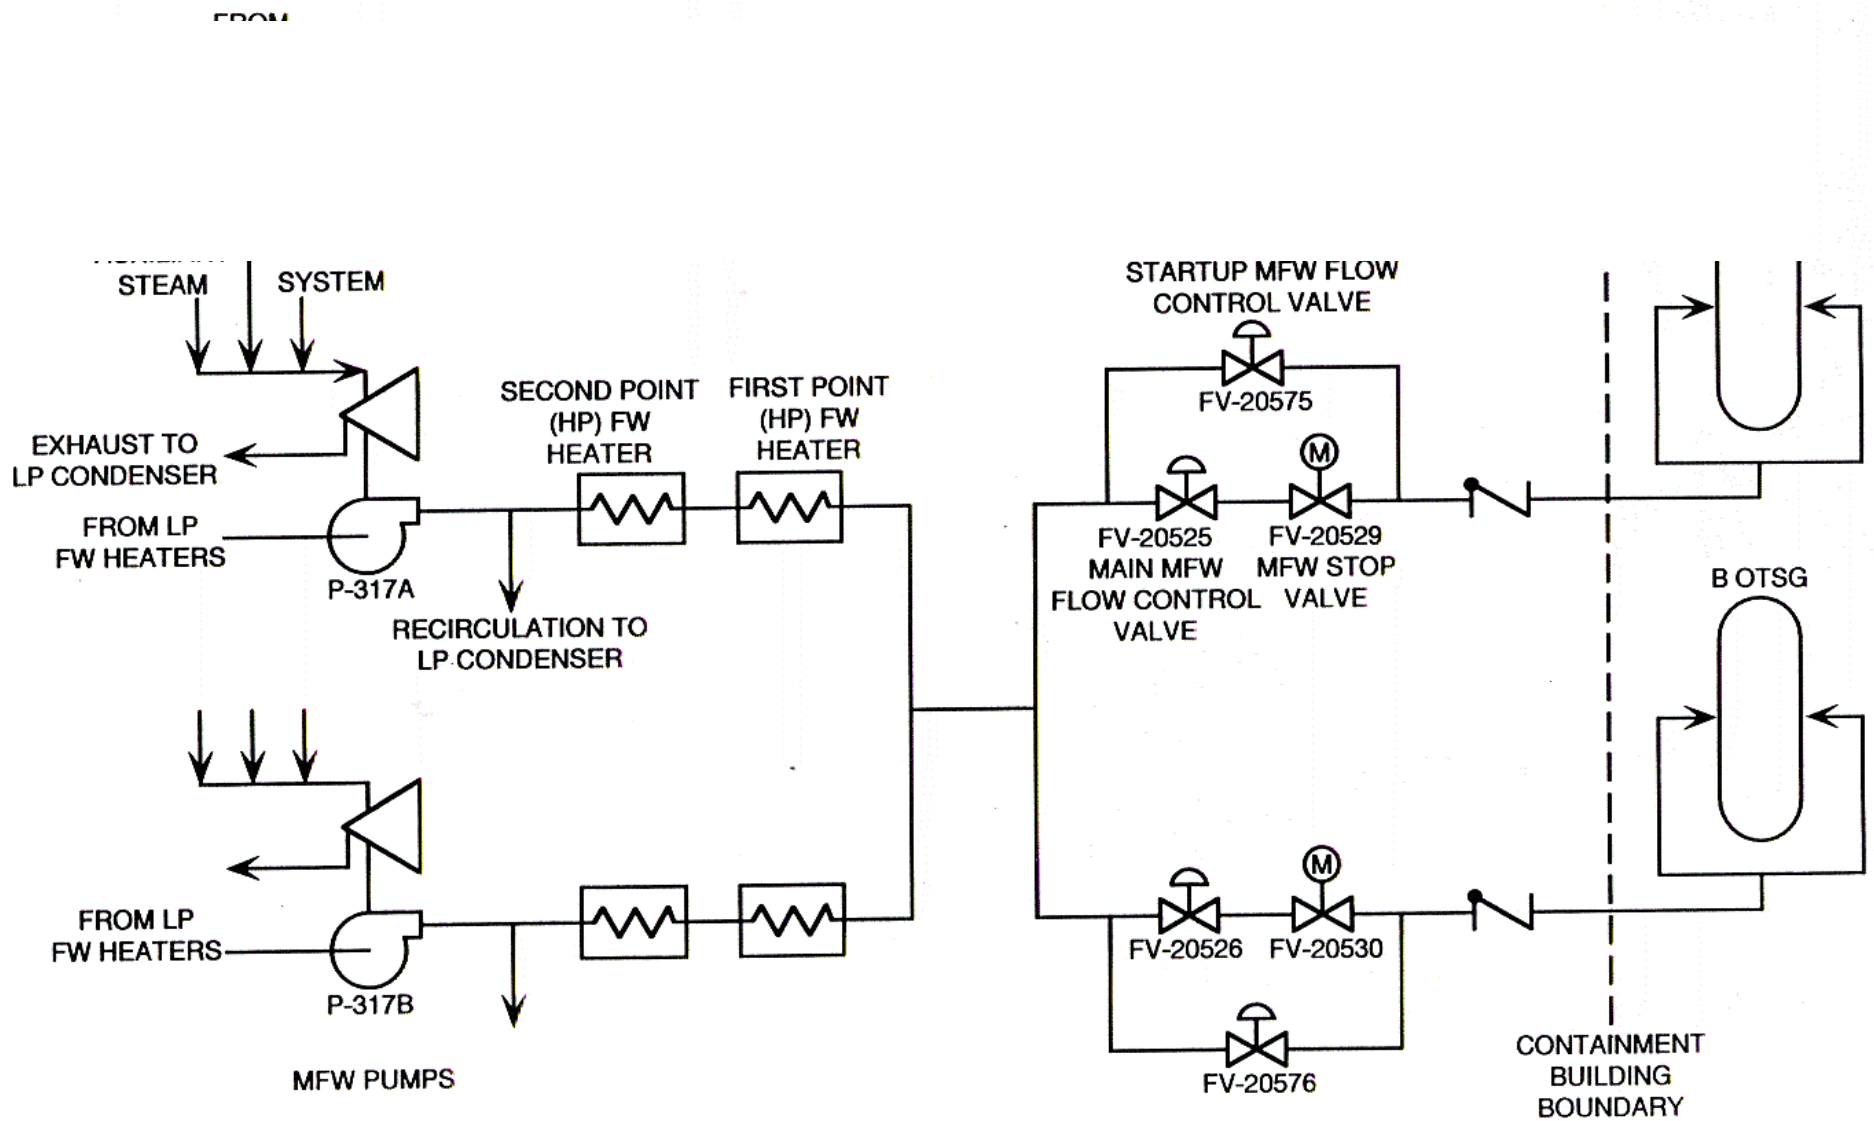 FROM
STEAM
SYSTEM
STARTUP MFW FLOW
CONTROL VALVE
FV-20575
SECOND POINT
(HP) FW
HEATER
FIRST POINT
(HP) FW
HEATER
EXHAUST TO
LP CONDENSER
FROM LP
FW HEATERS
P-317A
RECIRCULATION TO
LP CONDENSER
M
FV-20525
MAIN MFW
FLOW CONTROL
VALVE
FV-20529
MFW STOP
VALVE
B OTSG
FROM LP
FW HEATERS
P-317B
MFW PUMPS
M
FV-20526
FV-20530
FV-20576
CONTAINMENT
BUILDING
BOUNDARY